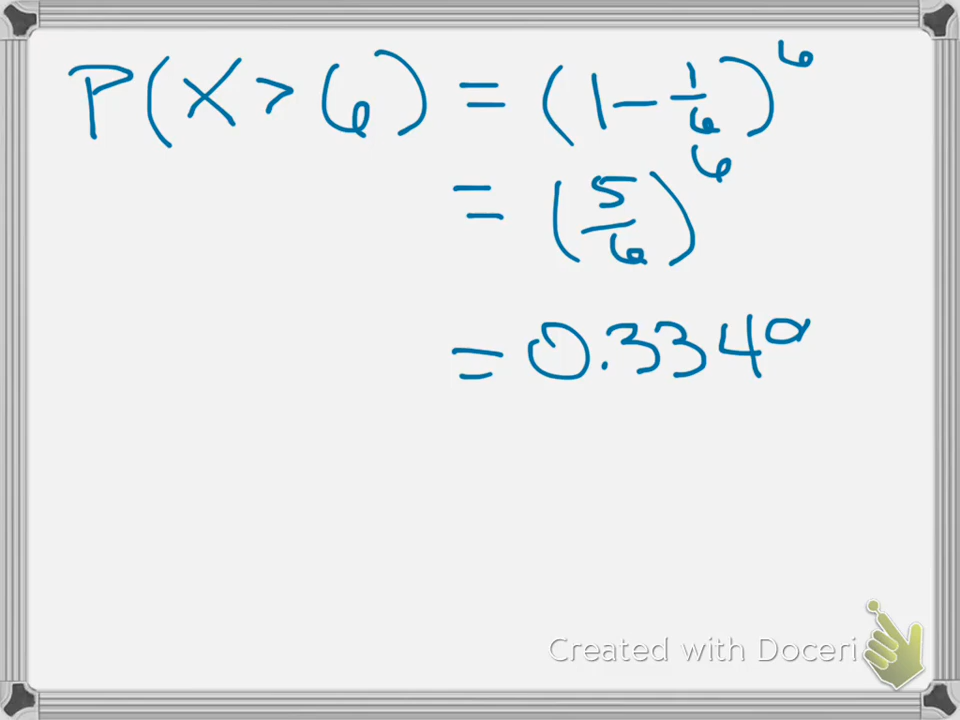 P(X > 6) = (1 - 1/6)^6
= (5/6)^6
= 0.334
Created with Doceri